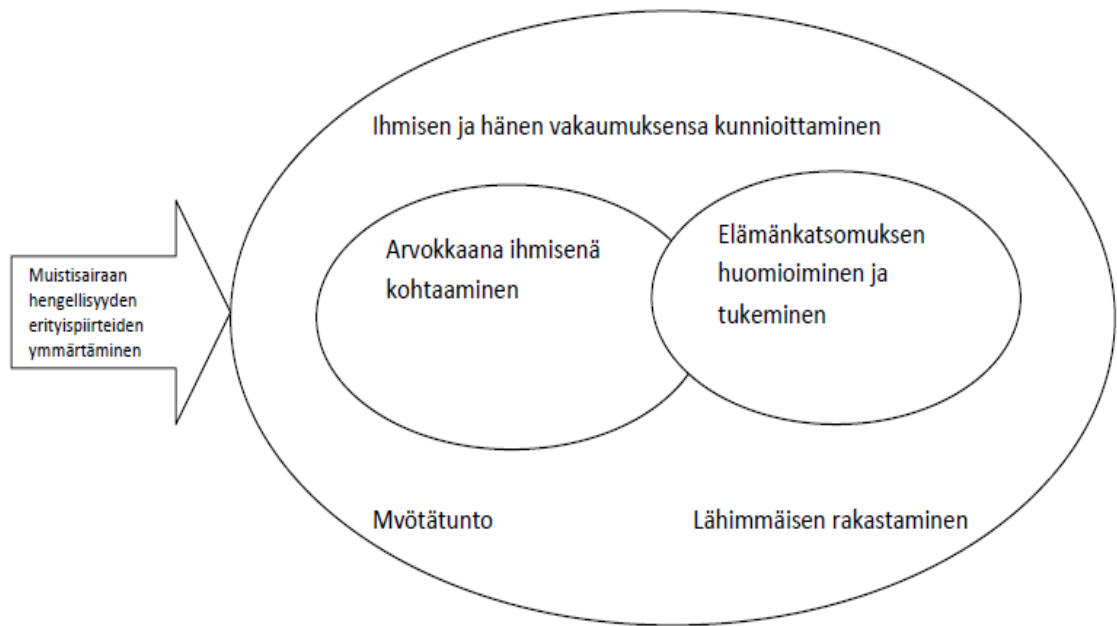 Ihmisen ja hänen vakaumuksensa kunnioittaminen
Arvokkaana ihmisenä
kohtaaminen
Elämänkatsomuksen
huomioiminen ja
tukeminen
Muistisairaan
hengellisyyden
erityispiirteiden
ymmärtäminen
Mvötätunto
Lähimmäisen rakastaminen